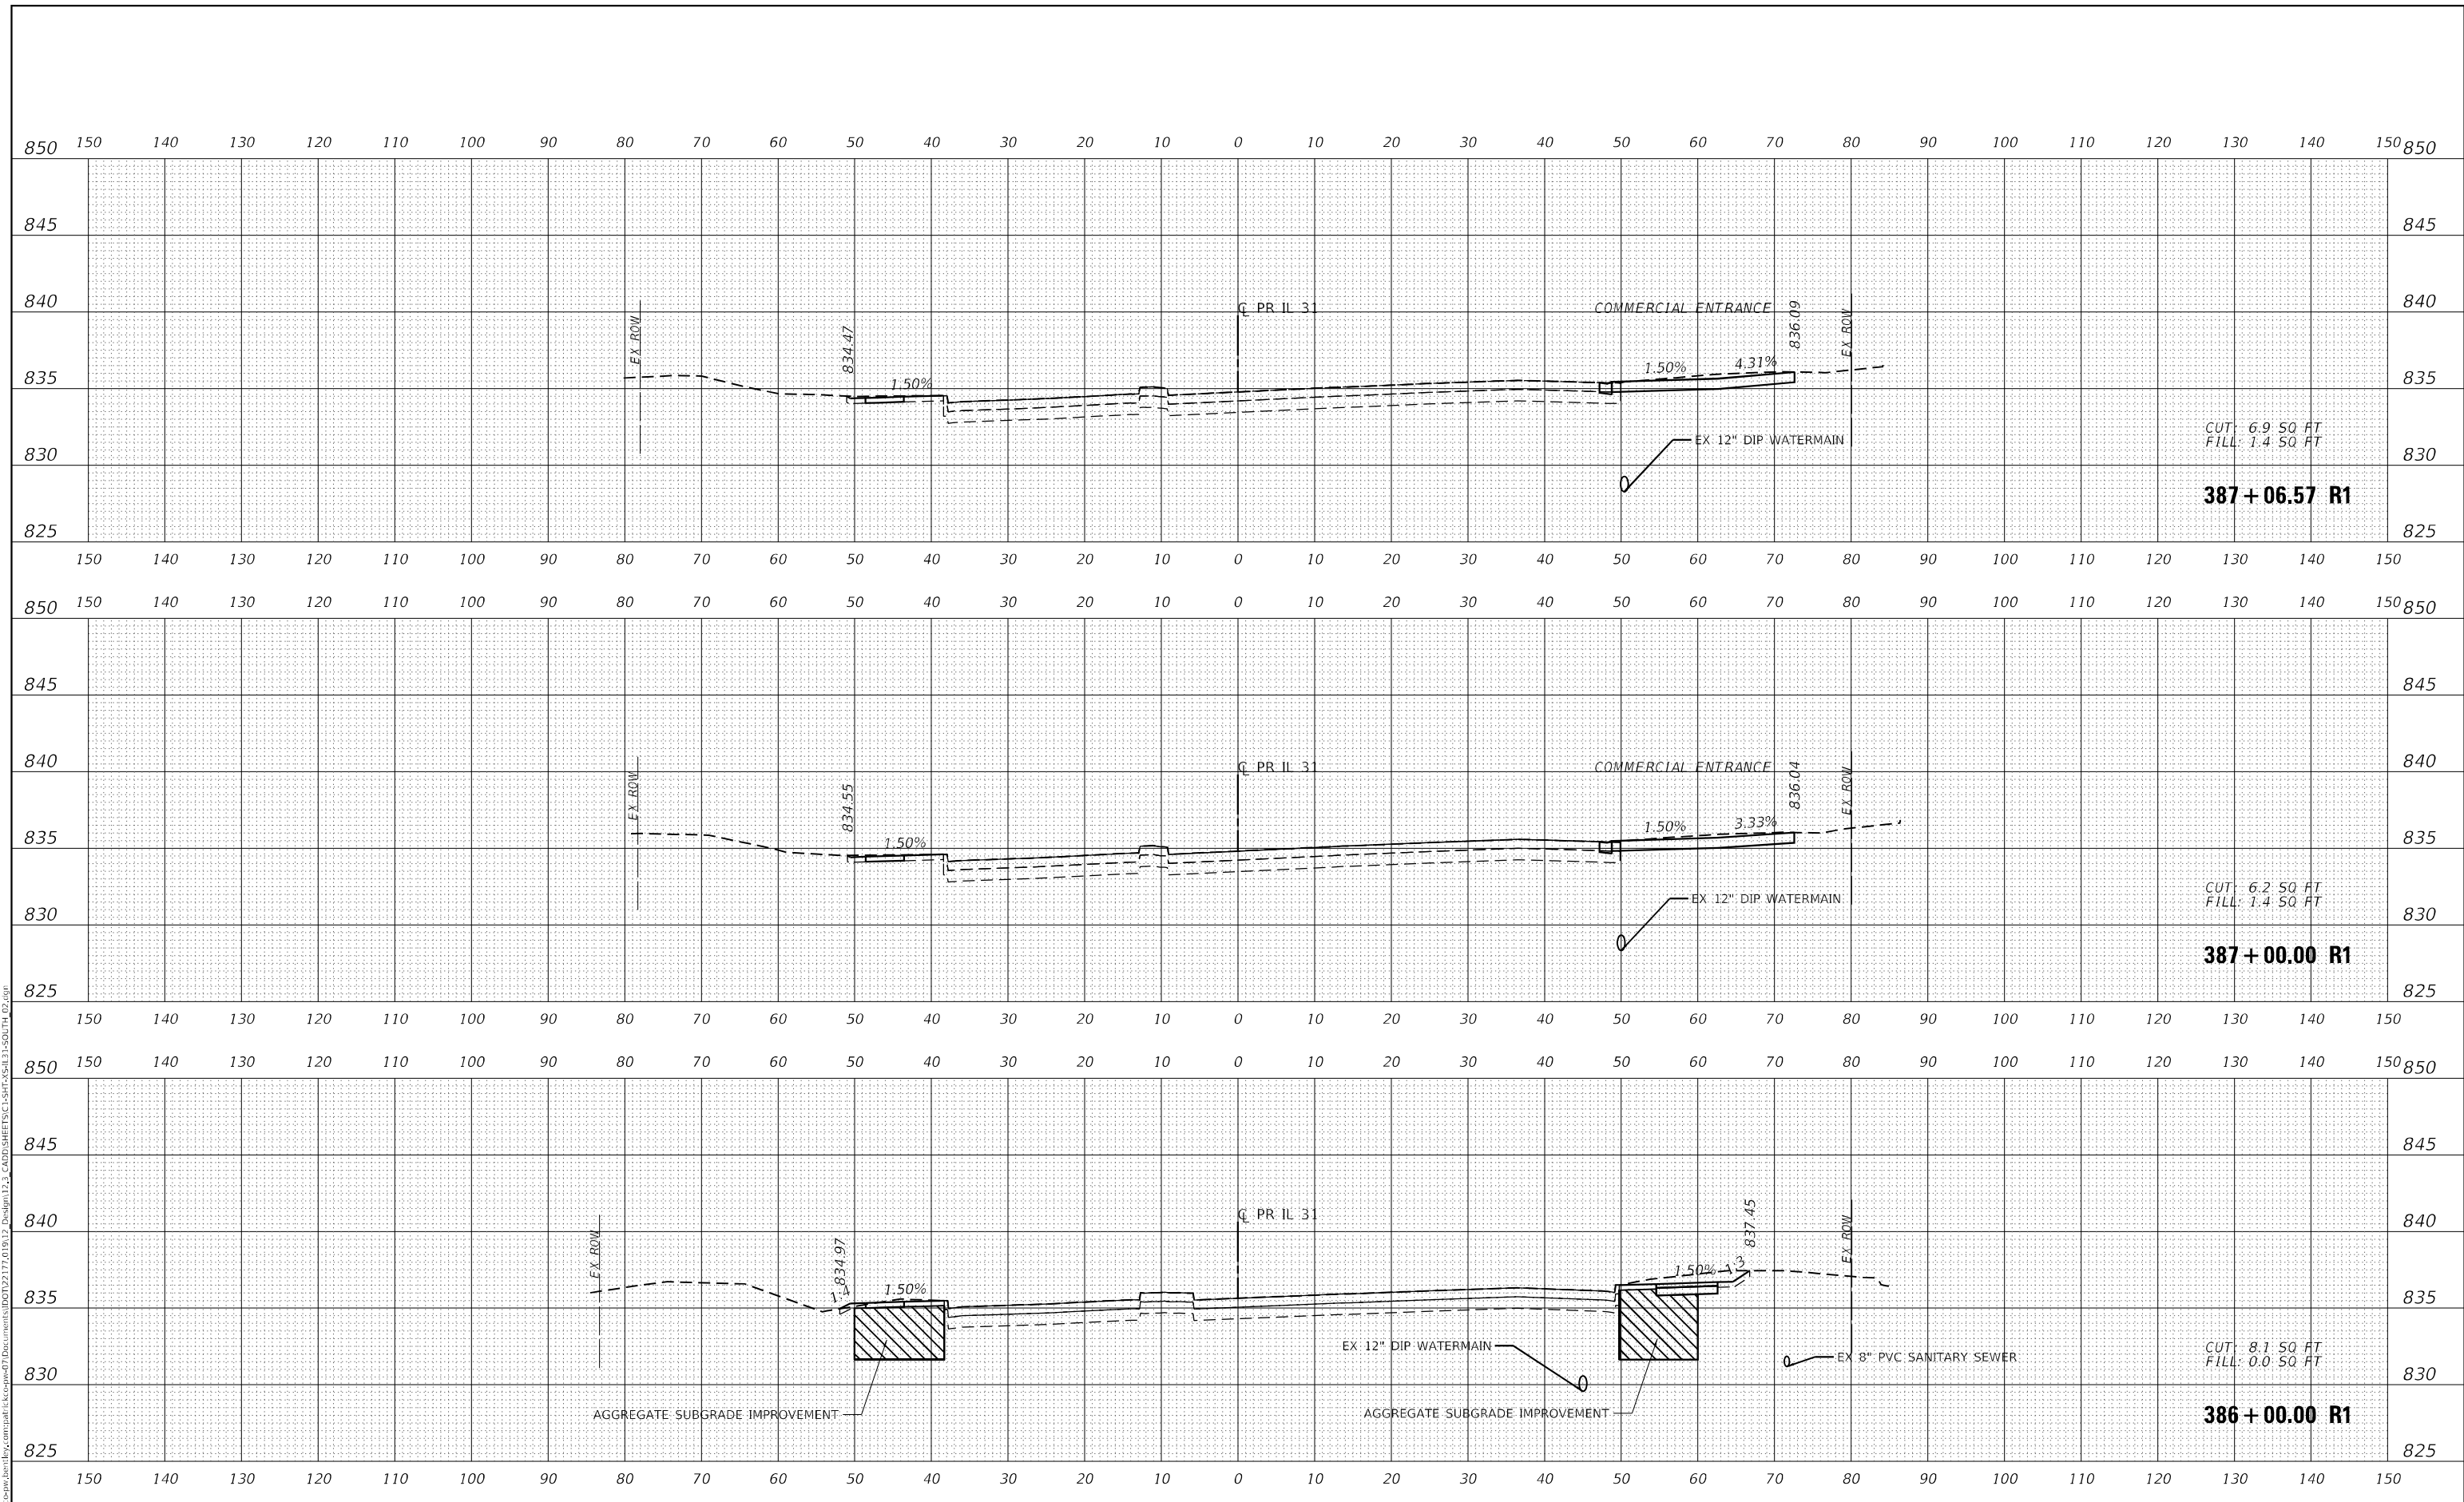 150 140 130 120 110 100 90 80 70 60 50 40 30 20 10 0 10 20 30 40 50 60 70 80 90 100 110 120 130 140 150
850 850
845 845
840 840
℄ PR IL 31
COMMERCIAL ENTRANCE
EX ROW
834.47
836.09
EX ROW
835 835
1.50%
1.50%
4.31%
EX 12" DIP WATERMAIN
CUT: 6.9 SQ FT
FILL: 1.4 SQ FT
830 830
387+06.57 R1
825 825
150 140 130 120 110 100 90 80 70 60 50 40 30 20 10 0 10 20 30 40 50 60 70 80 90 100 110 120 130 140 150
150 140 130 120 110 100 90 80 70 60 50 40 30 20 10 0 10 20 30 40 50 60 70 80 90 100 110 120 130 140 150
850 850
845 845
840 840
℄ PR IL 31
COMMERCIAL ENTRANCE
EX ROW
834.55
836.04
EX ROW
835 835
1.50%
1.50%
3.33%
EX 12" DIP WATERMAIN
CUT: 6.2 SQ FT
FILL: 1.4 SQ FT
830 830
387+00.00 R1
825 825
150 140 130 120 110 100 90 80 70 60 50 40 30 20 10 0 10 20 30 40 50 60 70 80 90 100 110 120 130 140 150
150 140 130 120 110 100 90 80 70 60 50 40 30 20 10 0 10 20 30 40 50 60 70 80 90 100 110 120 130 140 150
850 850
845 845
840 840
℄ PR IL 31
EX ROW
834.97
837.45
EX ROW
1:4
1.50%
1.50%
1:3
835 835
EX 12" DIP WATERMAIN
EX 8" PVC SANITARY SEWER
CUT: 8.1 SQ FT
FILL: 0.0 SQ FT
830 830
AGGREGATE SUBGRADE IMPROVEMENT
AGGREGATE SUBGRADE IMPROVEMENT
386+00.00 R1
825 825
150 140 130 120 110 100 90 80 70 60 50 40 30 20 10 0 10 20 30 40 50 60 70 80 90 100 110 120 130 140 150